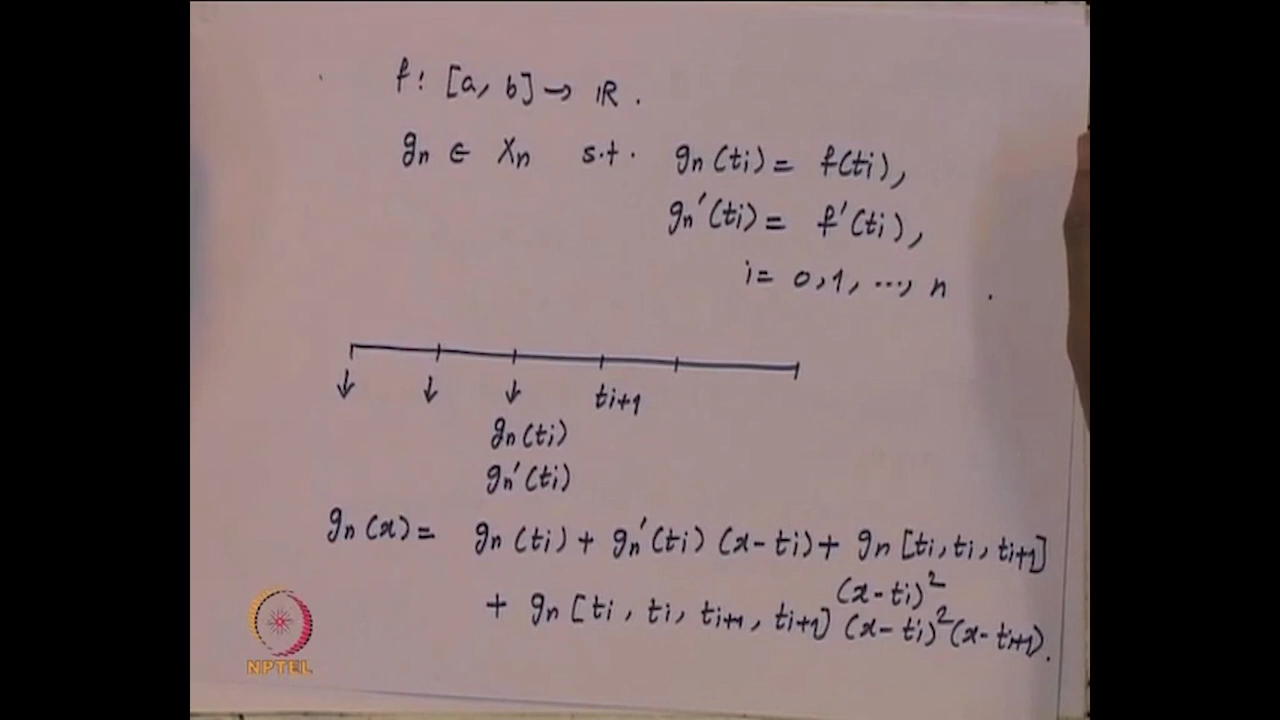 f : [a, b] → ℝ .
gn ∈ Xn s.t. gn(ti) = f(ti),
gn'(ti) = f'(ti),
i = 0, 1, ..., n .
ti+1
gn(ti)
gn'(ti)
gn(x) = gn(ti) + gn'(ti) (x-ti) + gn[ti, ti, ti+1]
(x-ti)²
+ gn[ti, ti, ti+1, ti+1] (x-ti)²(x-ti+1).
NPTEL